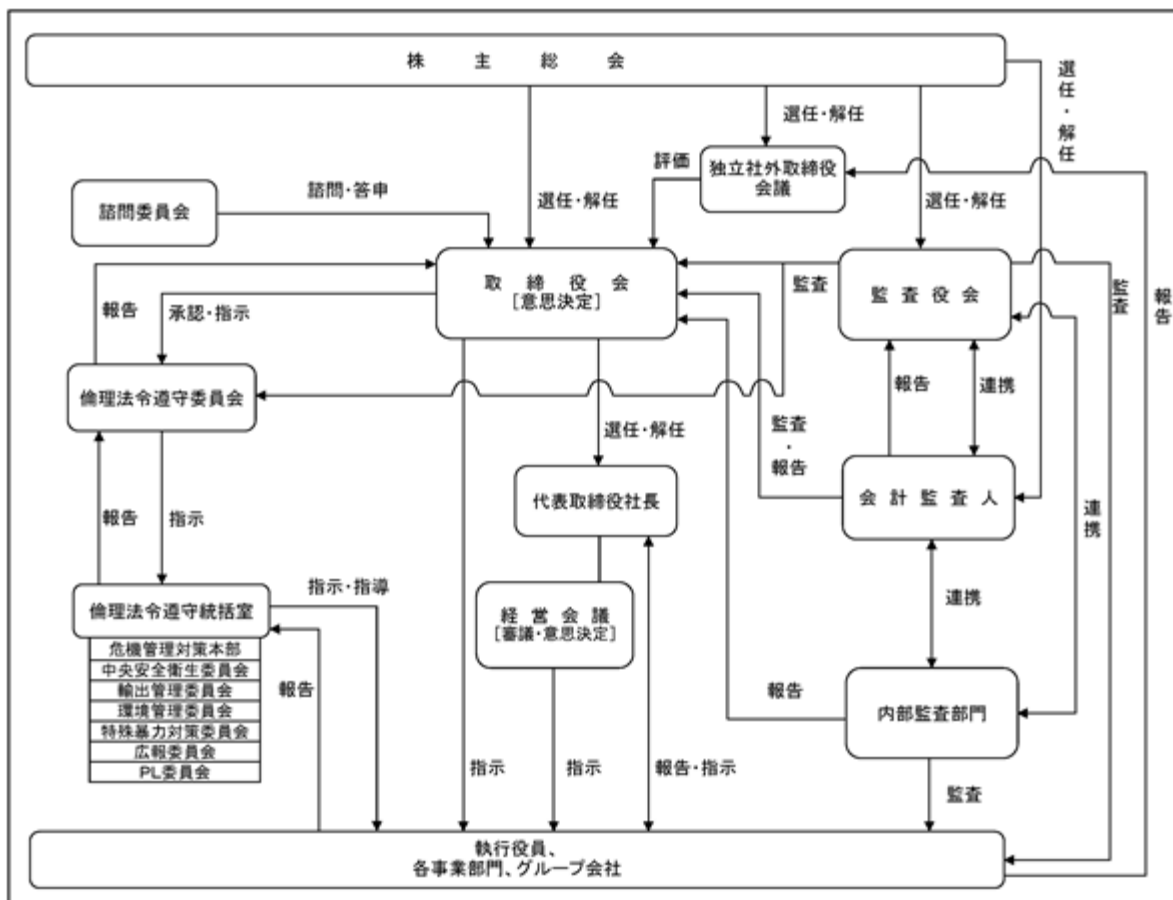 株主総会
選任・解任
選任・解任
評価
独立社外取締役
会議
諮問委員会
諮問・答申
選任・解任
選任・解任
取締役会
[意思決定]
監査
監査役会
監査
報告
報告
承認・指示
倫理法令遵守委員会
報告
連携
選任・解任
監査
・
報告
代表取締役社長
会計監査人
連携
報告
指示
倫理法令遵守統括室
指示・指導
経営会議
[審議・意思決定]
連携
危機管理対策本部
中央安全衛生委員会
輸出管理委員会
環境管理委員会
特殊暴力対策委員会
広報委員会
PL委員会
報告
報告
内部監査部門
指示
指示
報告・指示
監査
執行役員、
各事業部門、グループ会社